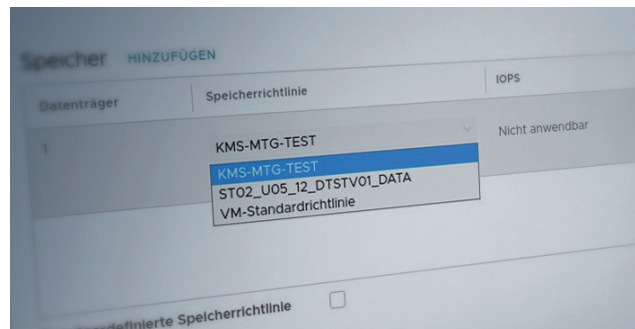 Speicher HINZUFÜGEN
Datenträger Speicherrichtlinie IOPS
1 KMS-MTG-TEST Nicht anwendbar
KMS-MTG-TEST
ST02_U05_12_DTSTV01_DATA
VM-Standardrichtlinie
Speicherrichtlinie